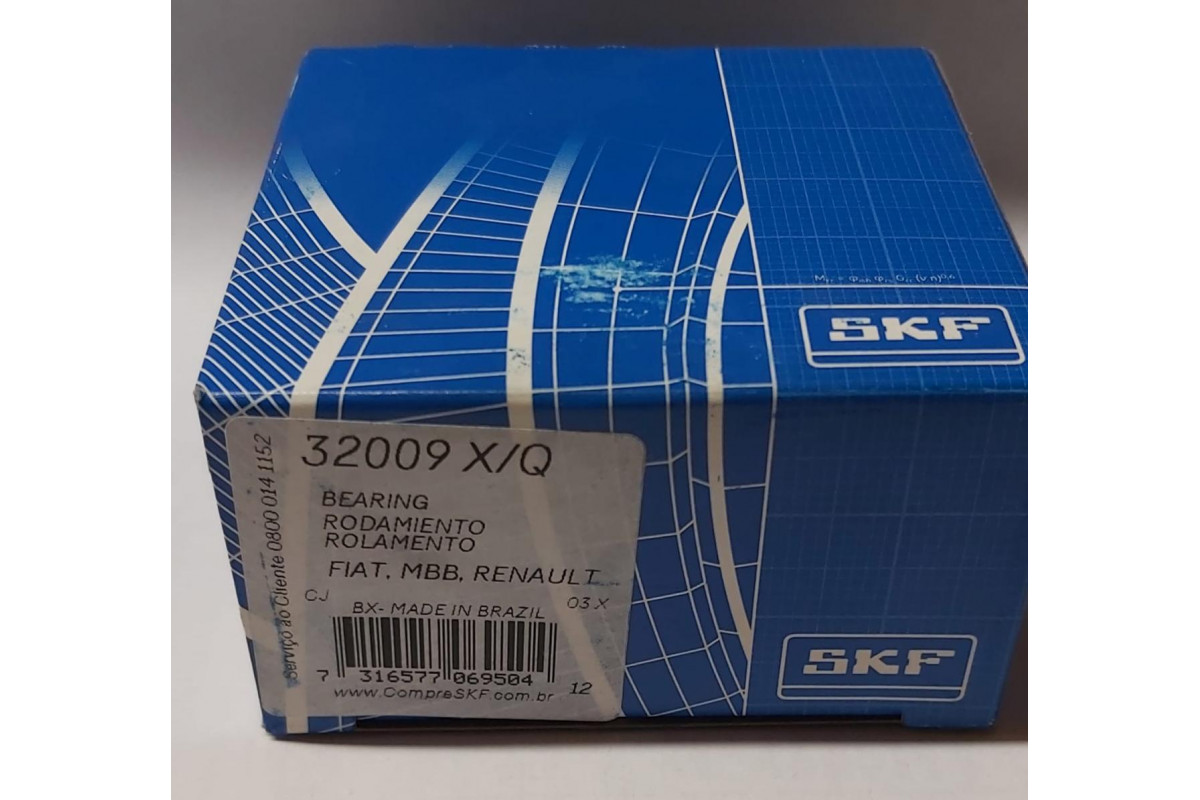 SKF
32009 X/Q
BEARING
RODAMIENTO
ROLAMENTO
FIAT, MBB, RENAULT
CJ
03 X
BX- MADE IN BRAZIL
7 316577 069504
12
www.CompreSKF.com.br
Serviço ao Cliente 0800 014 1152
SKF